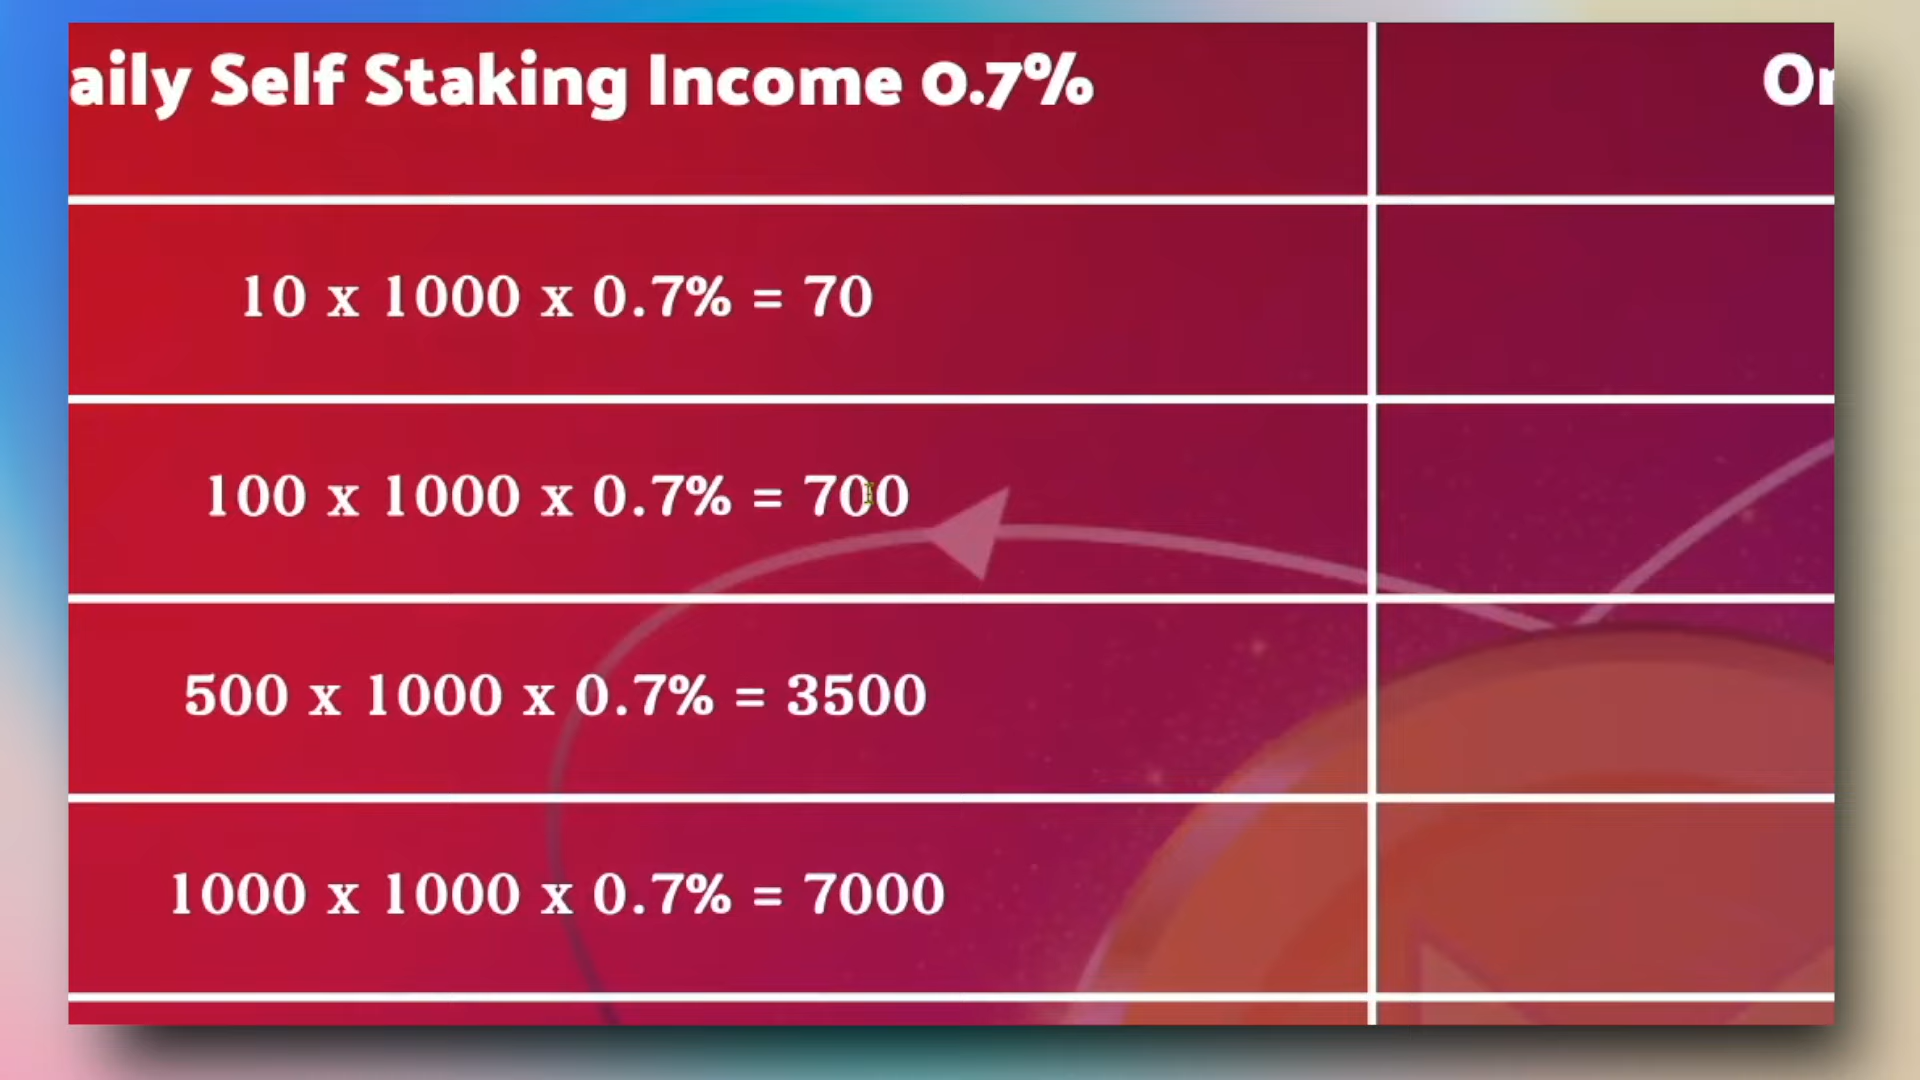 aily Self Staking Income 0.7%
10 x 1000 x 0.7% = 70
100 x 1000 x 0.7% = 700
500 x 1000 x 0.7% = 3500
1000 x 1000 x 0.7% = 7000